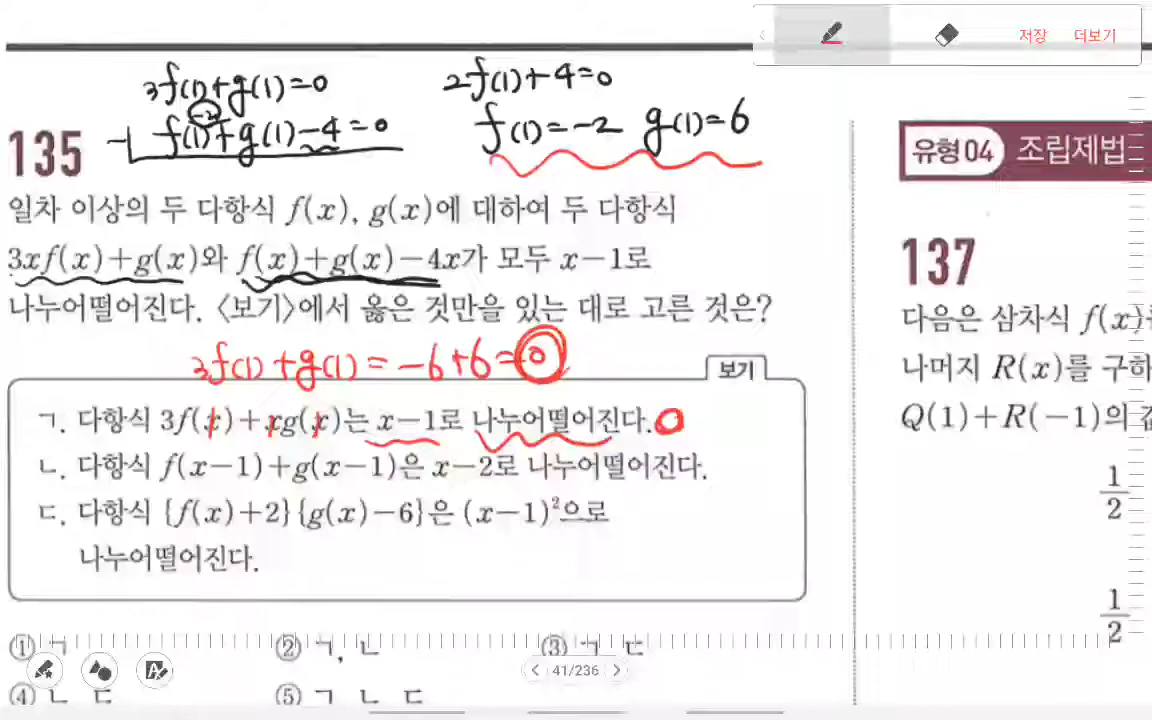 저장 더보기
3f(1)+g(1)=0
-2
f(1)+g(1)-4=0
2f(1)+4=0
f(1)=-2 g(1)=6
135
일차 이상의 두 다항식 f(x), g(x)에 대하여 두 다항식
3xf(x)+g(x)와 f(x)+g(x)-4x가 모두 x-1로
나누어떨어진다. 〈보기〉에서 옳은 것만을 있는 대로 고른 것은?
3f(1)+g(1)=-6+6=0
보기
ㄱ. 다항식 3f(x)+xg(x)는 x-1로 나누어떨어진다.
ㄴ. 다항식 f(x-1)+g(x-1)은 x-2로 나누어떨어진다.
ㄷ. 다항식 {f(x)+2}{g(x)-6}은 (x-1)²으로
나누어떨어진다.
① ㄱ ② ㄱ, ㄴ ③ ㄱ ㄷ
④ ㄴ ㄷ ⑤ ㄱ ㄴ ㄷ
41/236
유형 04 조립제법
137
다음은 삼차식 f(x)
나머지 R(x)를 구하
Q(1)+R(-1)의
1/2
1/2